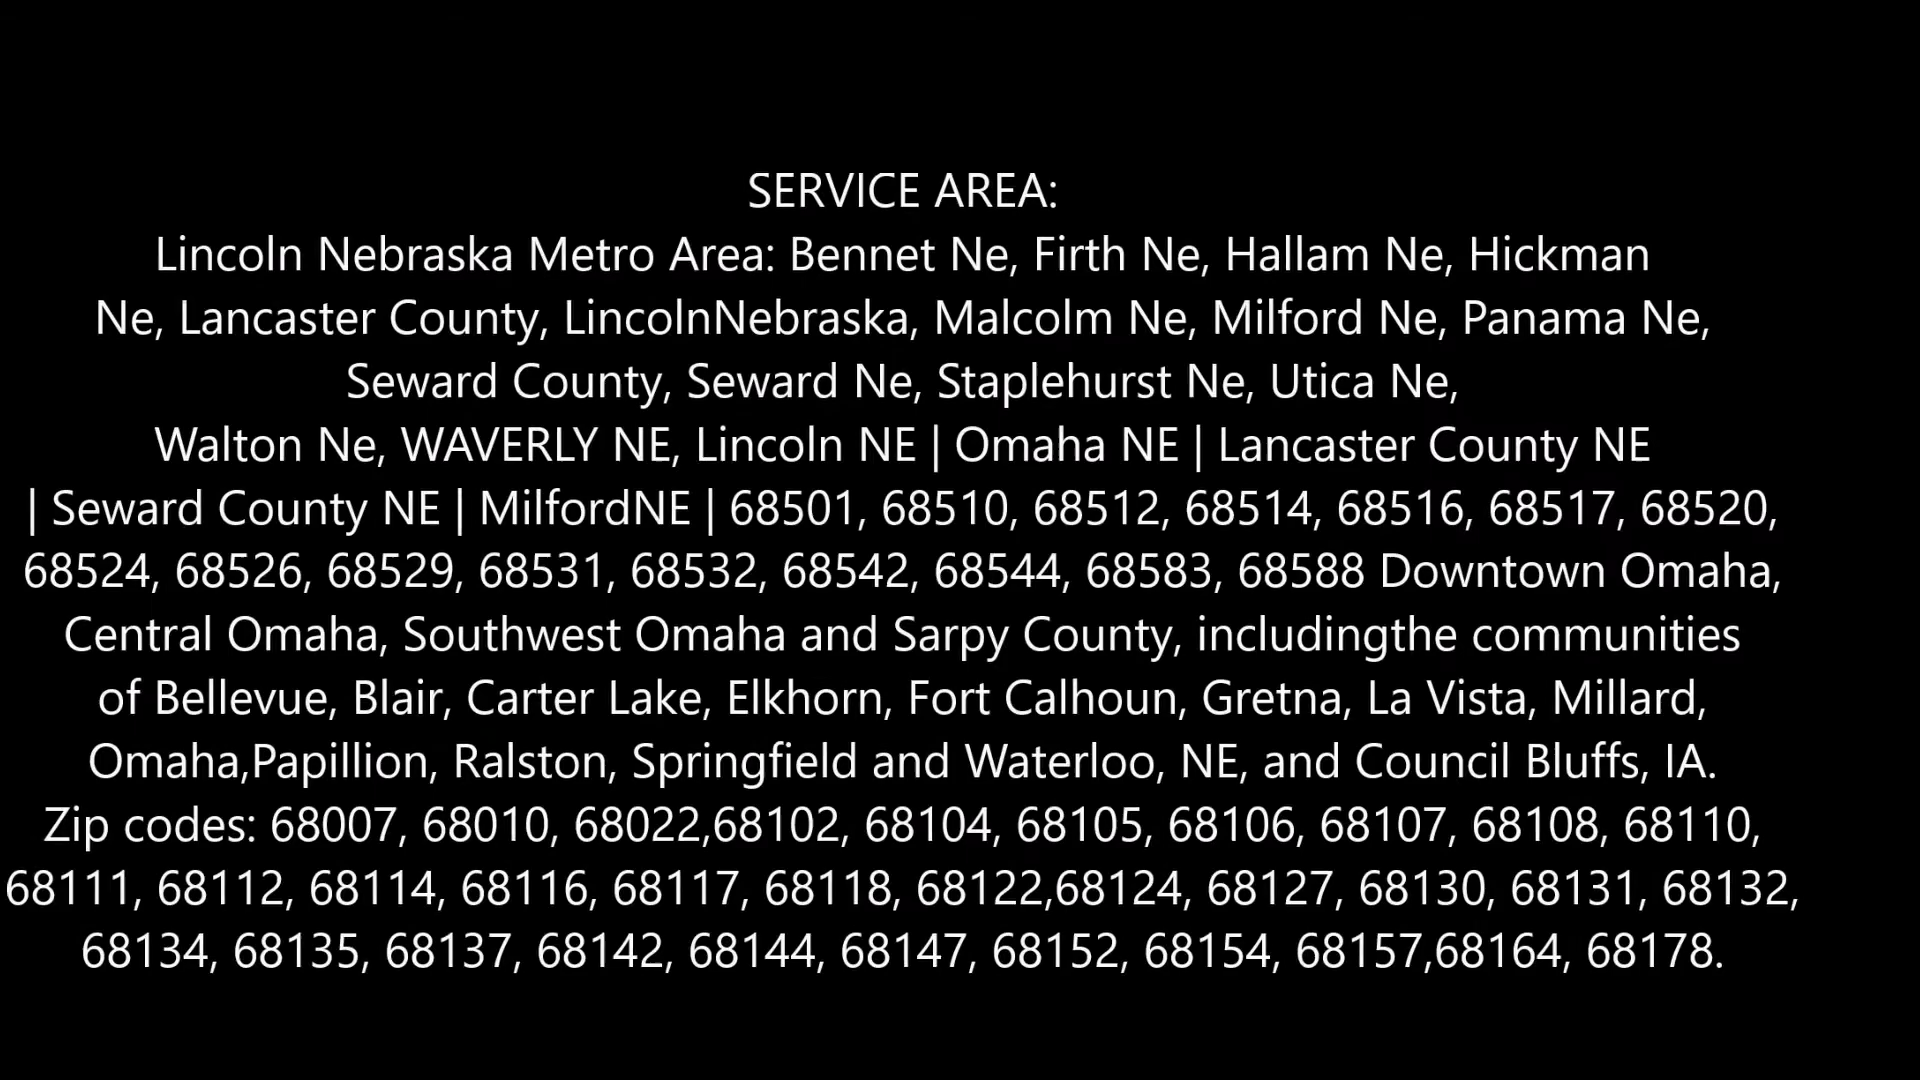 SERVICE AREA:
Lincoln Nebraska Metro Area: Bennet Ne, Firth Ne, Hallam Ne, Hickman
Ne, Lancaster County, LincolnNebraska, Malcolm Ne, Milford Ne, Panama Ne,
Seward County, Seward Ne, Staplehurst Ne, Utica Ne,
Walton Ne, WAVERLY NE, Lincoln NE | Omaha NE | Lancaster County NE
| Seward County NE | MilfordNE | 68501, 68510, 68512, 68514, 68516, 68517, 68520,
68524, 68526, 68529, 68531, 68532, 68542, 68544, 68583, 68588 Downtown Omaha,
Central Omaha, Southwest Omaha and Sarpy County, includingthe communities
of Bellevue, Blair, Carter Lake, Elkhorn, Fort Calhoun, Gretna, La Vista, Millard,
Omaha,Papillion, Ralston, Springfield and Waterloo, NE, and Council Bluffs, IA.
Zip codes: 68007, 68010, 68022,68102, 68104, 68105, 68106, 68107, 68108, 68110,
68111, 68112, 68114, 68116, 68117, 68118, 68122,68124, 68127, 68130, 68131, 68132,
68134, 68135, 68137, 68142, 68144, 68147, 68152, 68154, 68157,68164, 68178.